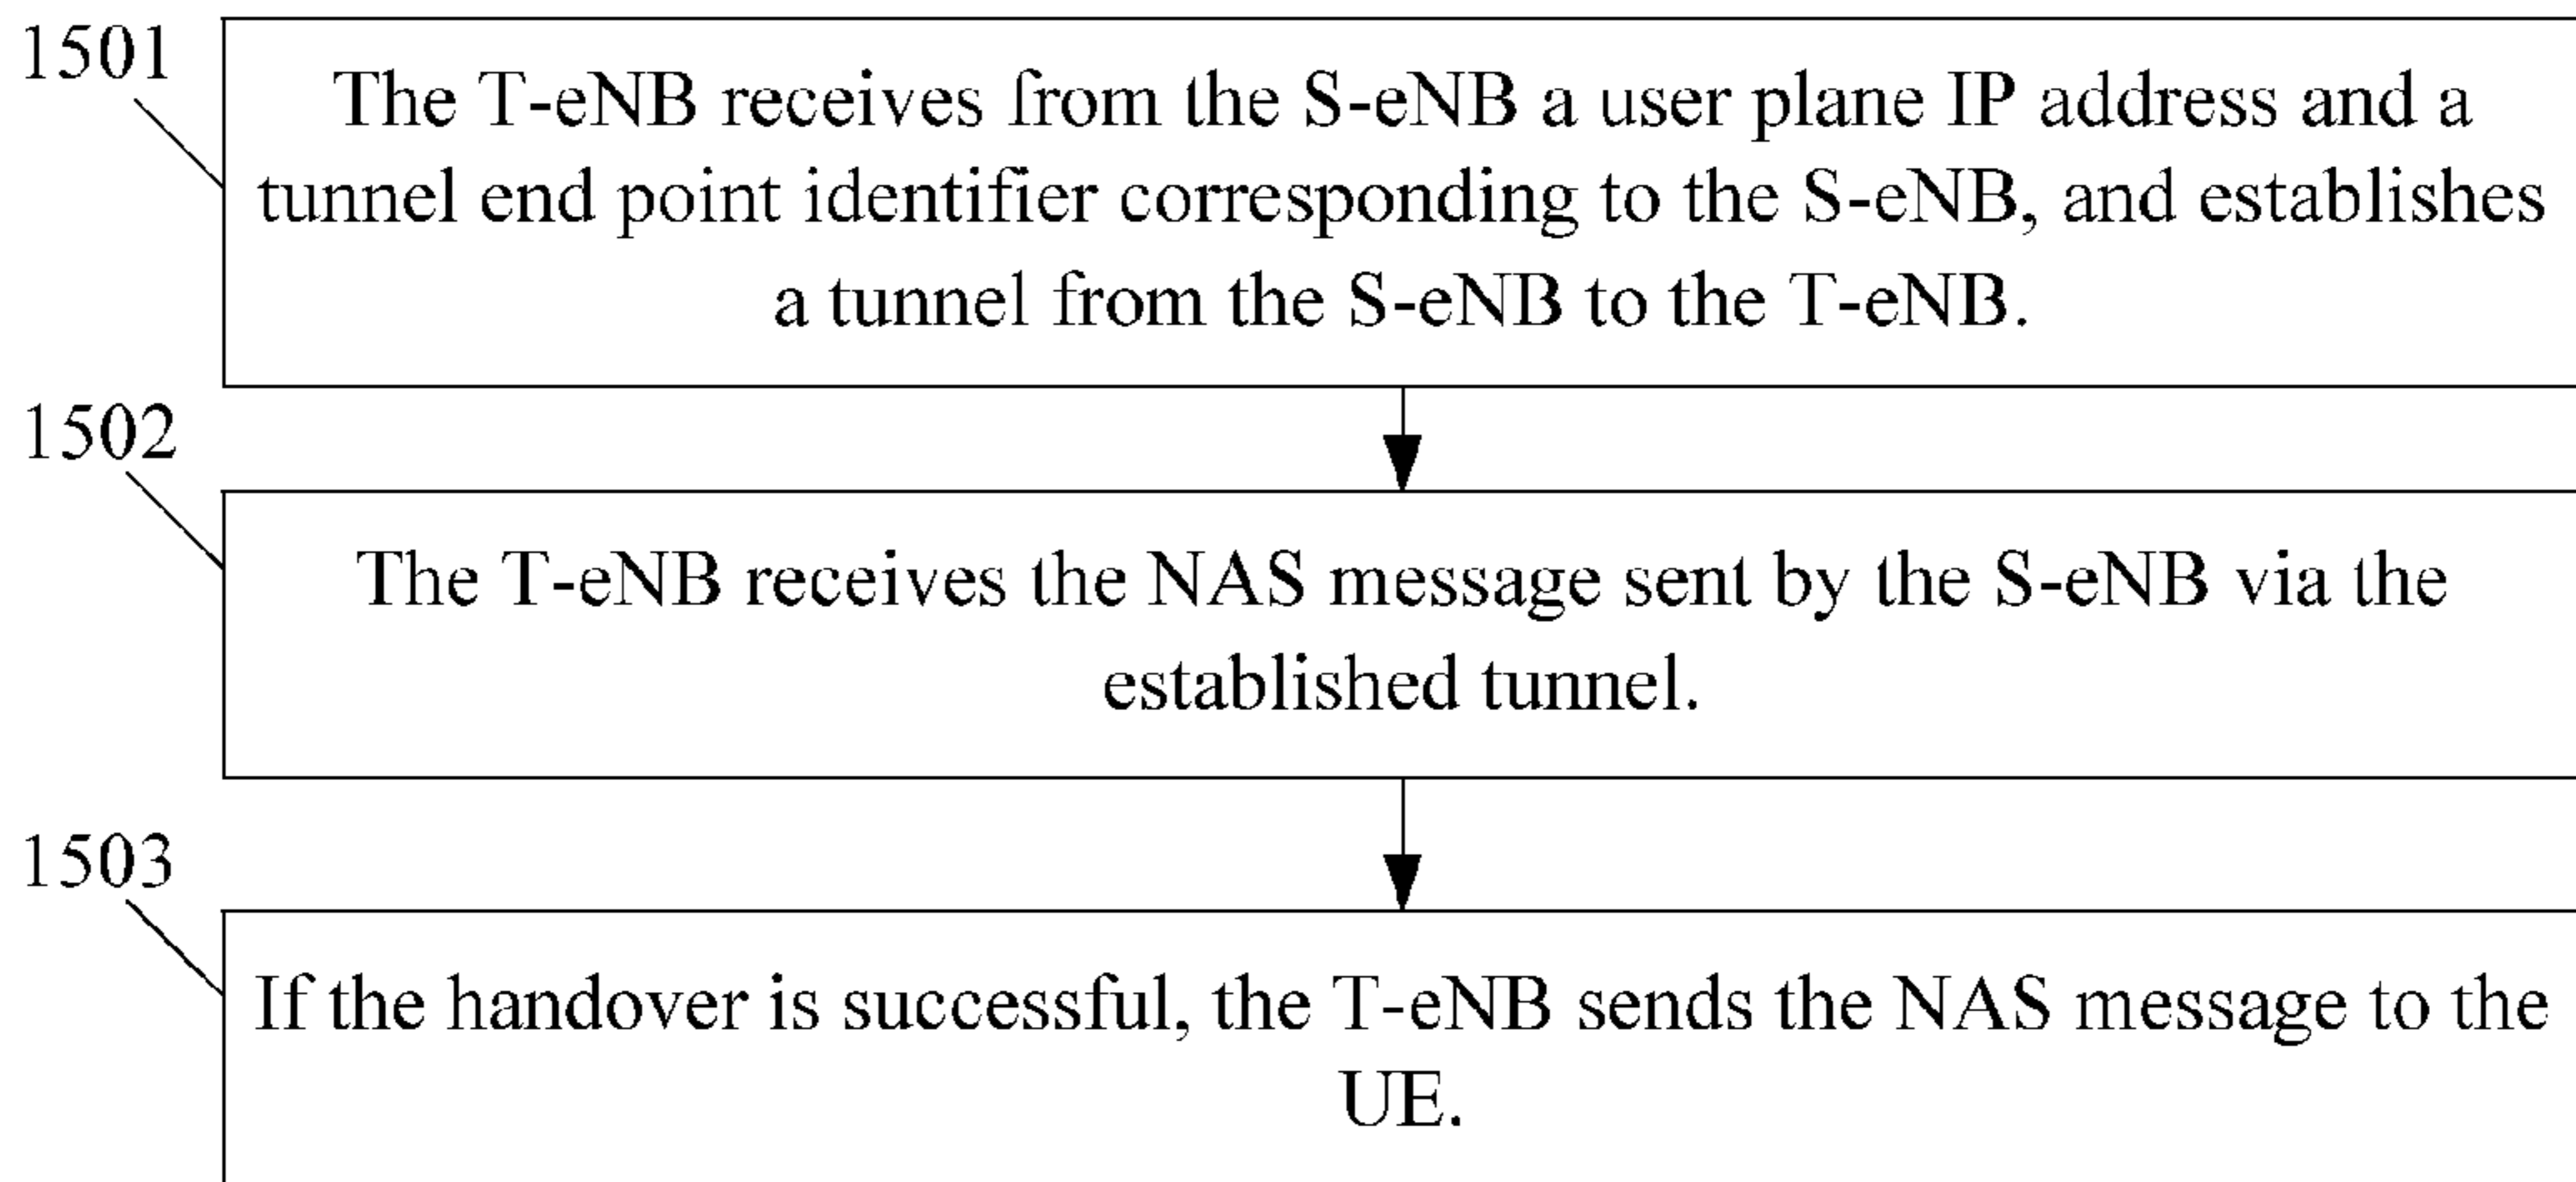 1501
The T-eNB receives from the S-eNB a user plane IP address and a
tunnel end point identifier corresponding to the S-eNB, and establishes
a tunnel from the S-eNB to the T-eNB.
1502
The T-eNB receives the NAS message sent by the S-eNB via the
established tunnel.
1503
If the handover is successful, the T-eNB sends the NAS message to the
UE.